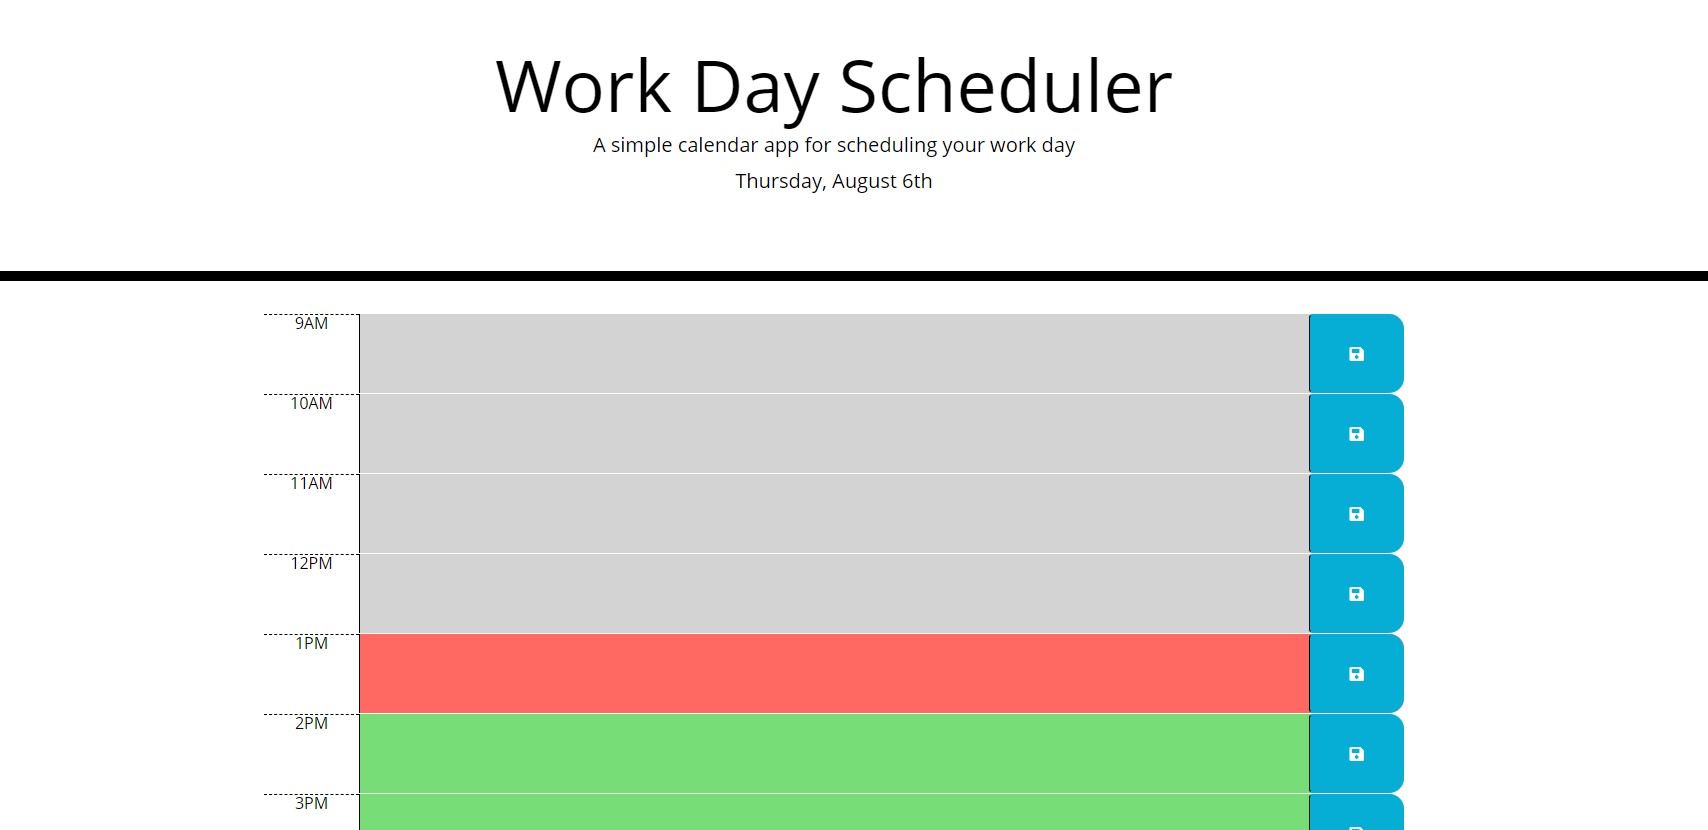 Work Day Scheduler
A simple calendar app for scheduling your work day
Thursday, August 6th
9AM
10AM
11AM
12PM
1PM
2PM
3PM